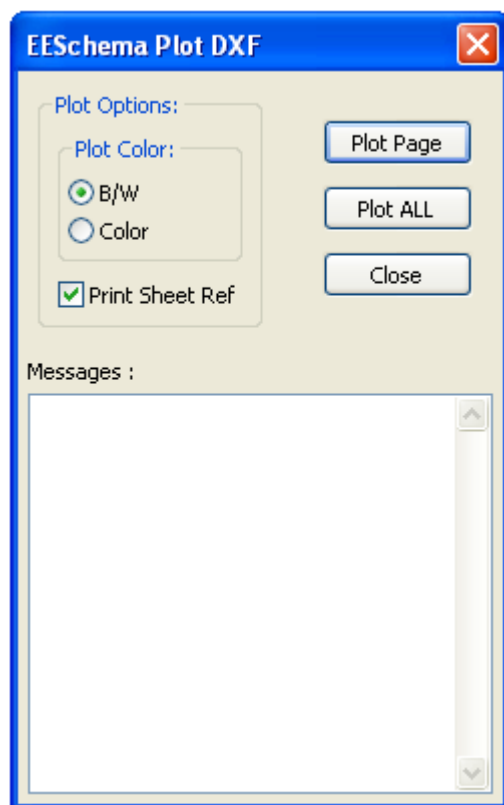 EESchema Plot DXF
Plot Options:
Plot Color:
B/W
Color
Print Sheet Ref
Plot Page
Plot ALL
Close
Messages :